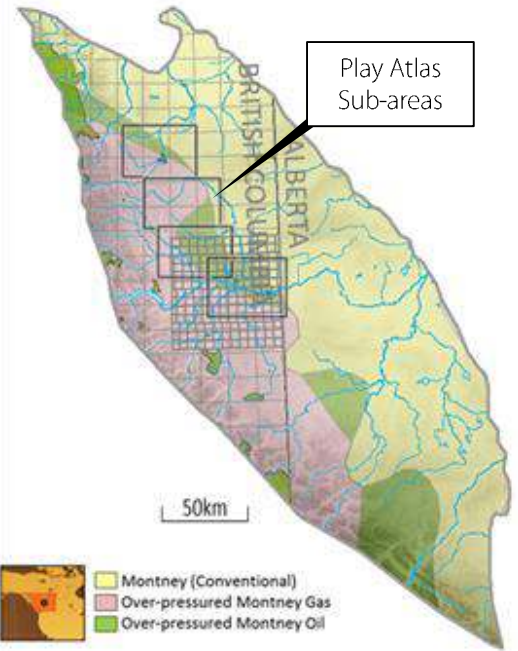 Play Atlas
Sub-areas
BRITISH COLUMBIA
ALBERTA
50km
Montney (Conventional)
Over-pressured Montney Gas
Over-pressured Montney Oil